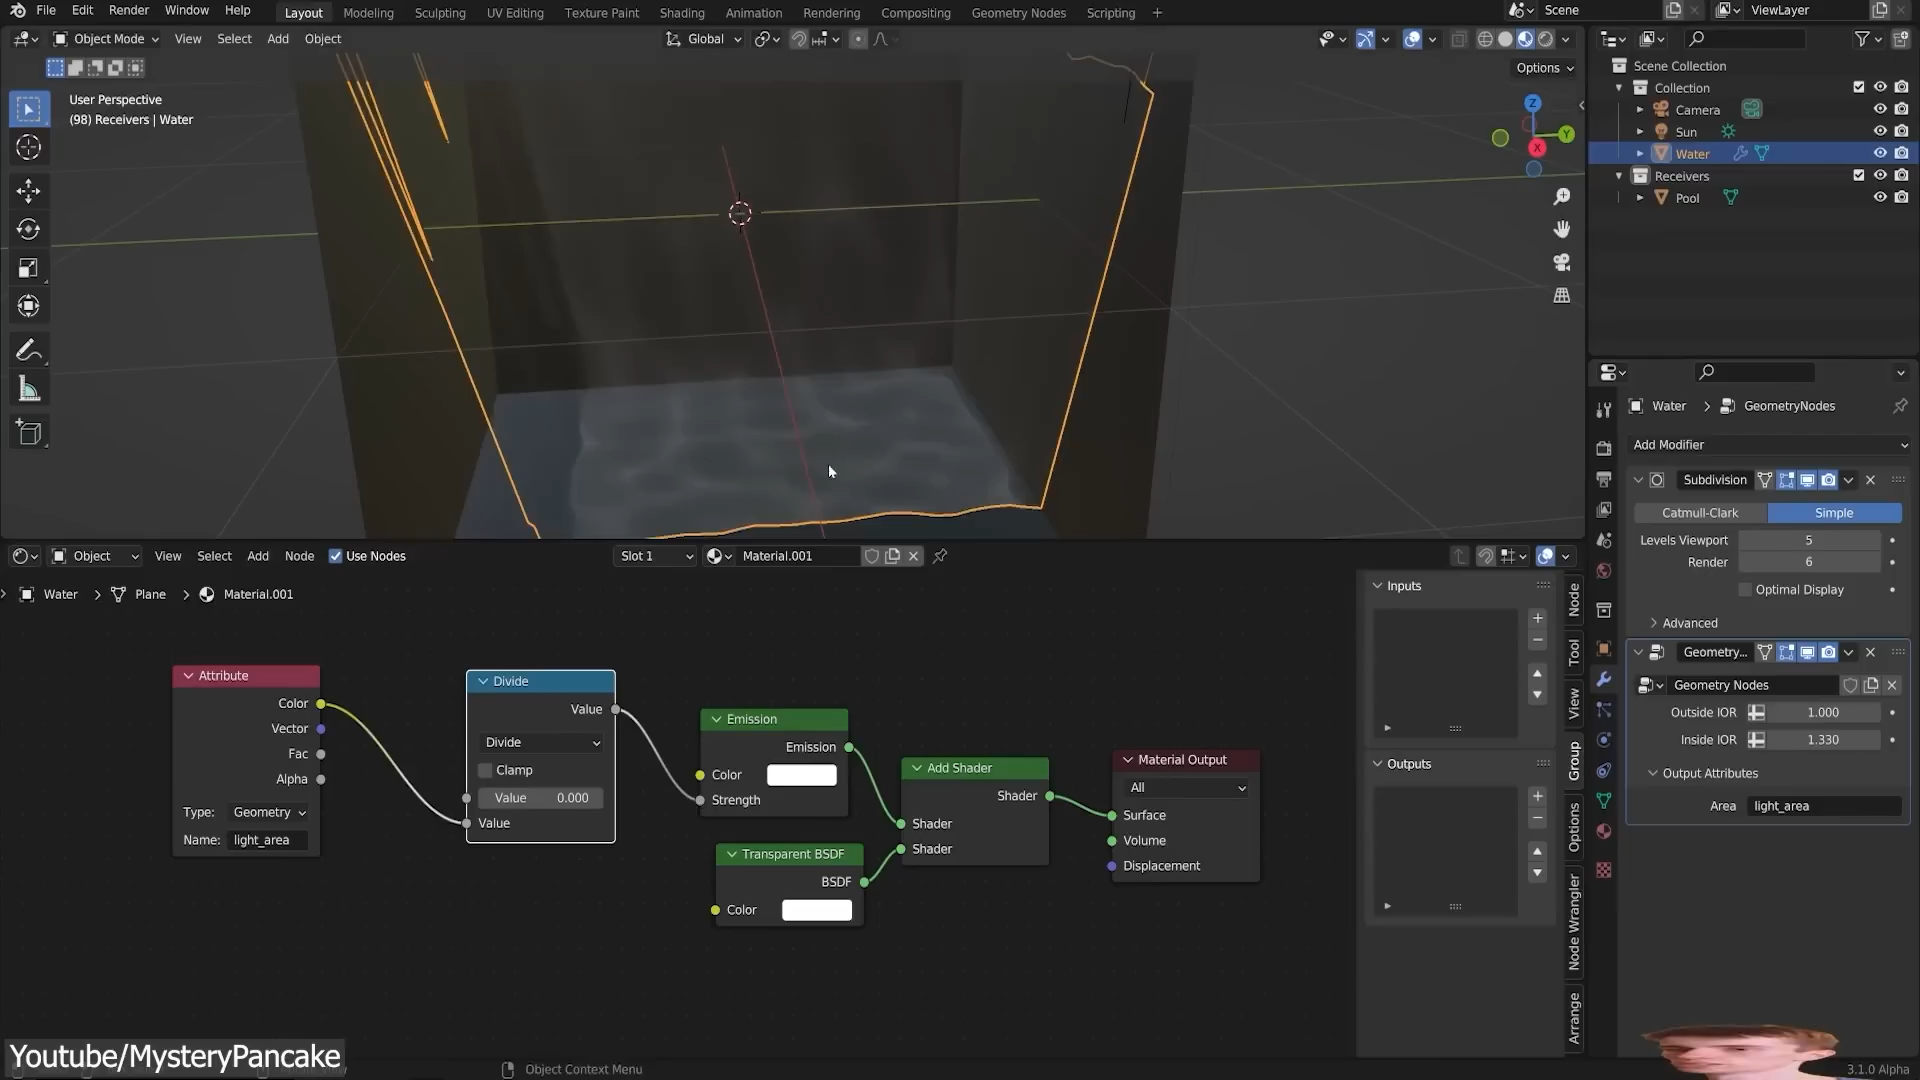 File Edit Render Window Help Layout Modeling Sculpting UV Editing Texture Paint Shading Animation Rendering Compositing Geometry Nodes Scripting + Scene ViewLayer
Object Mode View Select Add Object Global
Options
User Perspective
(98) Receivers | Water
Z
Y
X
Scene Collection
Collection
Camera
Sun
Water
Receivers
Pool
Water > GeometryNodes
Add Modifier
Subdivision
Catmull-Clark Simple
Levels Viewport 5
Render 6
Optimal Display
Advanced
Geometry...
Geometry Nodes
Outside IOR 1.000
Inside IOR 1.330
Output Attributes
Area light_area
Object View Select Add Node Use Nodes Slot 1 Material.001
Water > Plane > Material.001
Attribute
Color
Vector
Fac
Alpha
Type: Geometry
Name: light_area
Divide
Value
Divide
Clamp
Value 0.000
Value
Emission
Emission
Color
Strength
Transparent BSDF
BSDF
Color
Add Shader
Shader
Shader
Shader
Material Output
All
Surface
Volume
Displacement
Inputs
Outputs
Node
Tool
View
Group
Options
Node Wrangler
Arrange
Youtube/MysteryPancake
Object Context Menu
3.1.0 Alpha